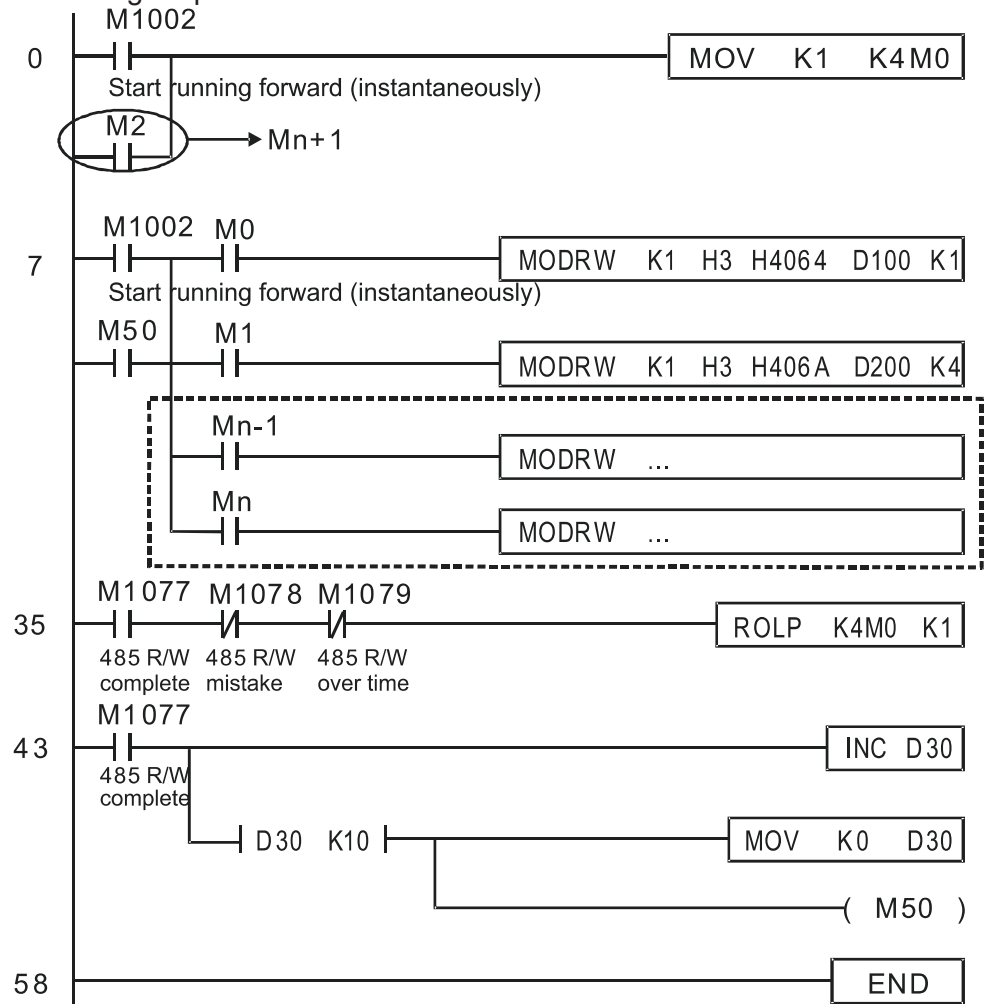 M1002
0 MOV K1 K4M0
Start running forward (instantaneously)
M2
Mn+1
M1002 M0
7 MODRW K1 H3 H4064 D100 K1
Start running forward (instantaneously)
M50 M1
MODRW K1 H3 H406A D200 K4
Mn-1
MODRW ...
Mn
MODRW ...
M1077 M1078 M1079
35 ROLP K4M0 K1
485 R/W 485 R/W 485 R/W
complete mistake over time
M1077
43 INC D30
485 R/W
complete
D30 K10 MOV K0 D30
( M50 )
58 END